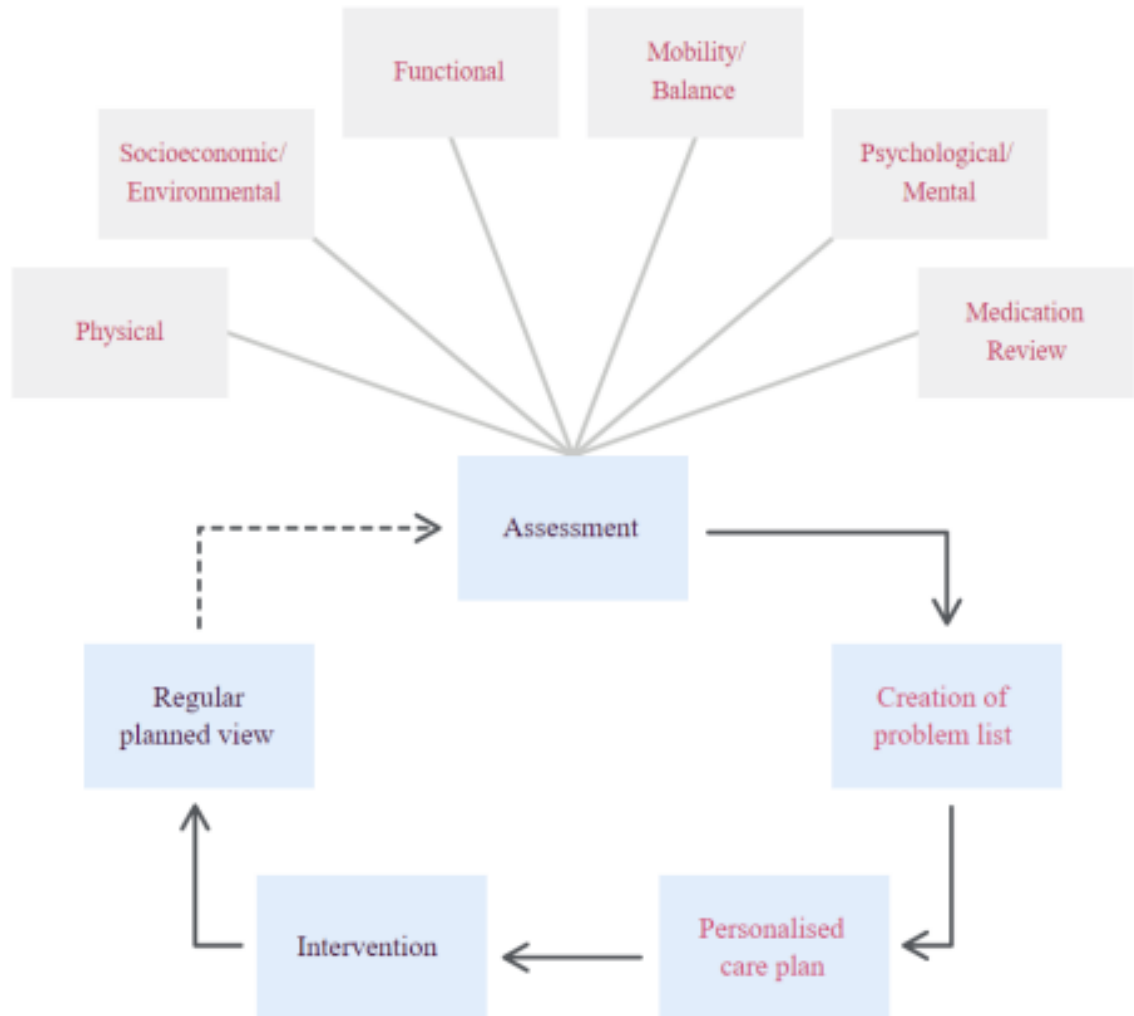 Functional
Mobility/
Balance
Socioeconomic/
Environmental
Psychological/
Mental
Physical
Medication
Review
Assessment
Regular
planned view
Creation of
problem list
Intervention
Personalised
care plan